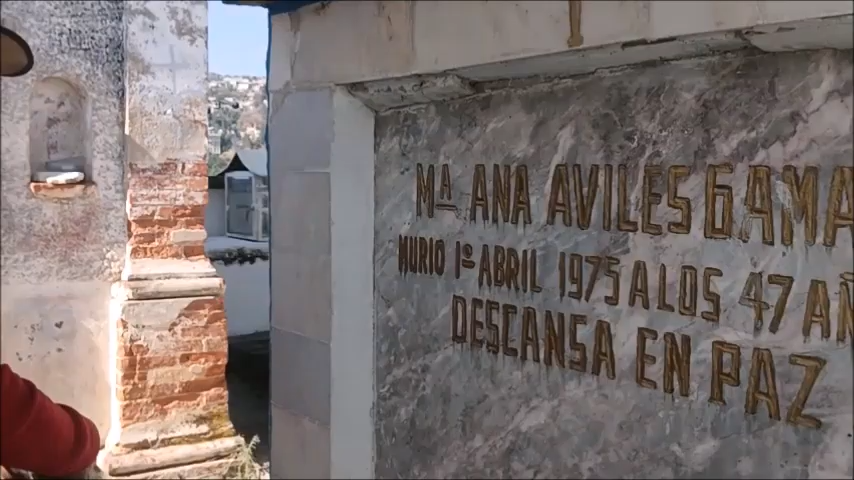 Mª ANA AVILES GAMA
MURIO 1º ABRIL 1975 A LOS 47 AÑ
DESCANSA EN PAZ